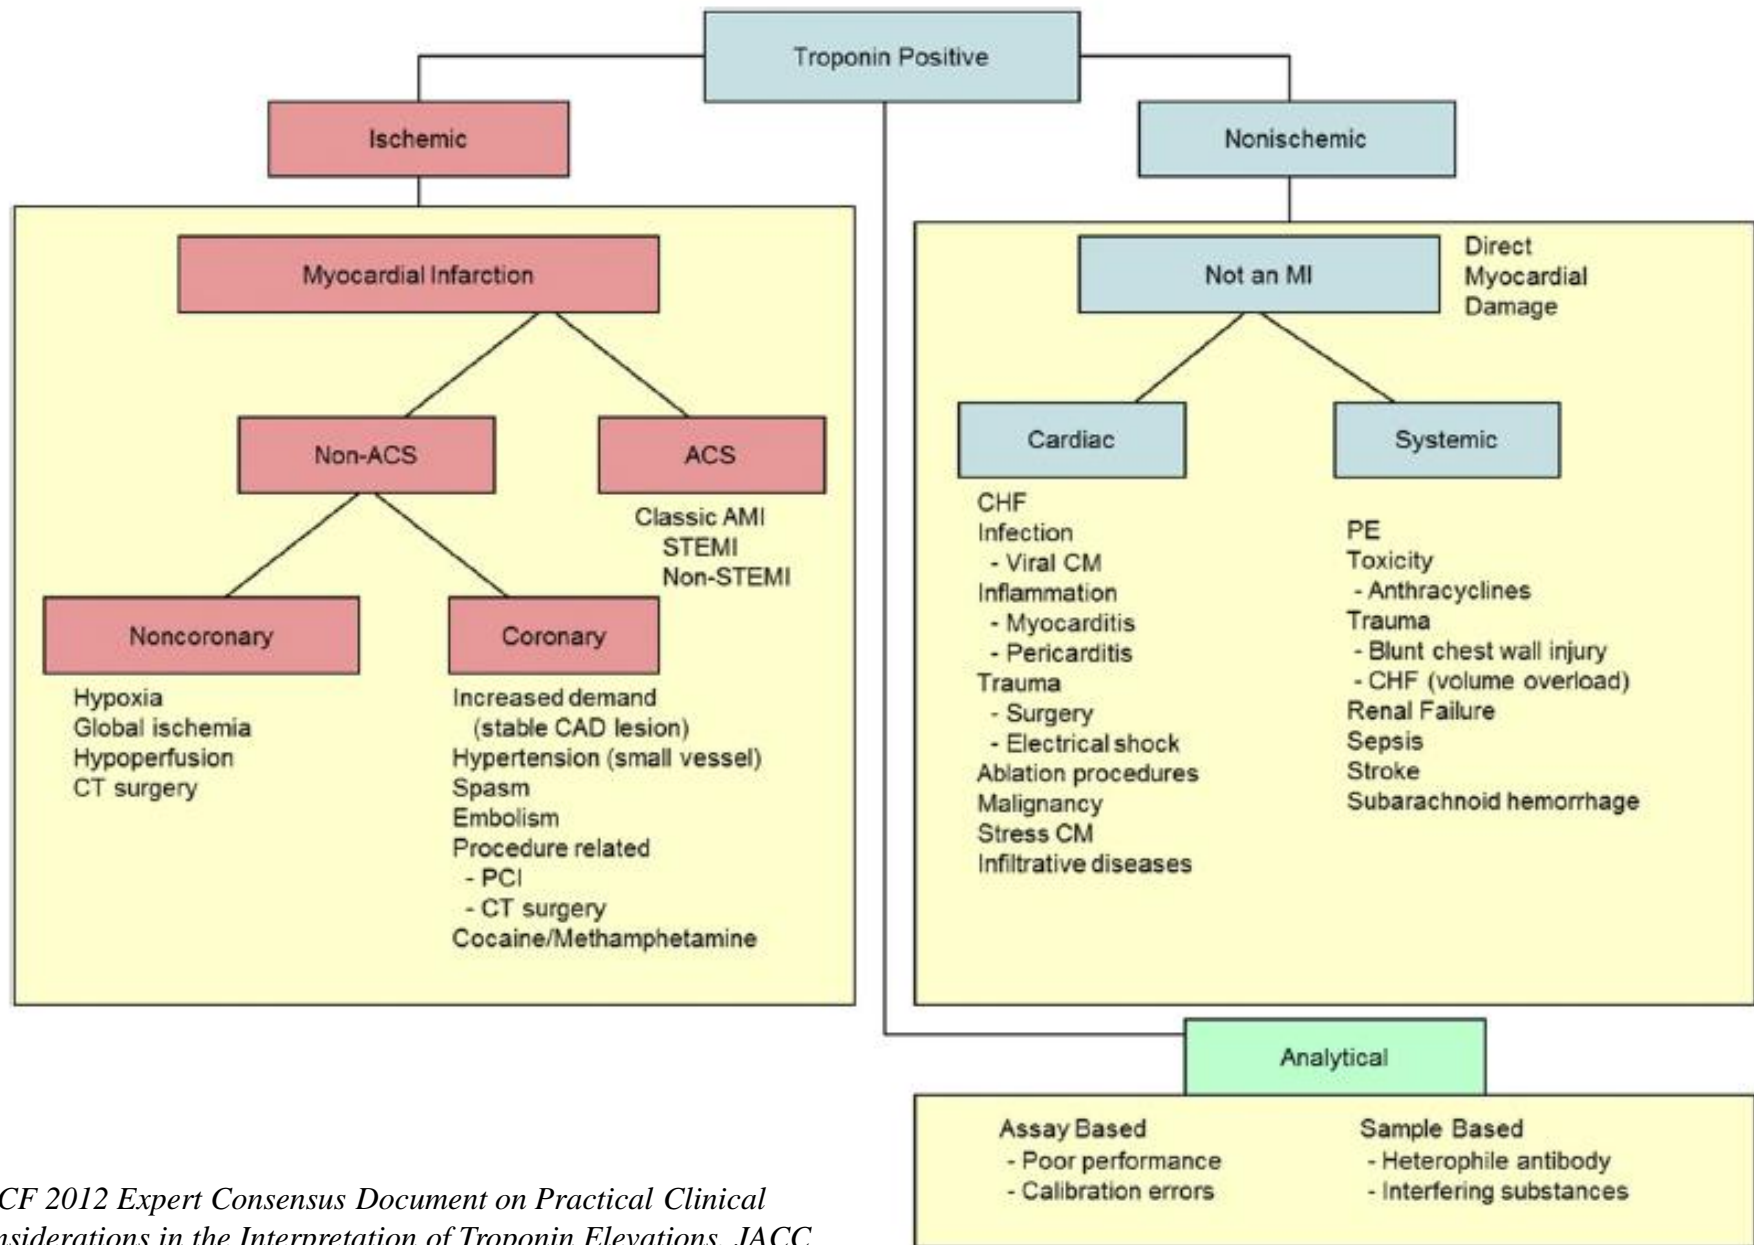 Troponin Positive
Ischemic
Nonischemic
Myocardial Infarction
Non-ACS
ACS
Classic AMI
STEMI
Non-STEMI
Noncoronary
Hypoxia
Global ischemia
Hypoperfusion
CT surgery
Coronary
Increased demand
(stable CAD lesion)
Hypertension (small vessel)
Spasm
Embolism
Procedure related
- PCI
- CT surgery
Cocaine/Methamphetamine
Not an MI
Direct
Myocardial
Damage
Cardiac
CHF
Infection
- Viral CM
Inflammation
- Myocarditis
- Pericarditis
Trauma
- Surgery
- Electrical shock
Ablation procedures
Malignancy
Stress CM
Infiltrative diseases
Systemic
PE
Toxicity
- Anthracyclines
Trauma
- Blunt chest wall injury
- CHF (volume overload)
Renal Failure
Sepsis
Stroke
Subarachnoid hemorrhage
Analytical
Assay Based
- Poor performance
- Calibration errors
Sample Based
- Heterophile antibody
- Interfering substances
CF 2012 Expert Consensus Document on Practical Clinical
nsiderations in the Interpretation of Troponin Elevations, JACC